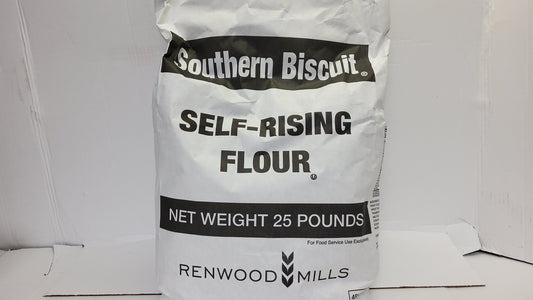 Southern Biscuit®
SELF-RISING
FLOUR
NET WEIGHT 25 POUNDS
For Food Service Use Exclusively
RENWOOD MILLS